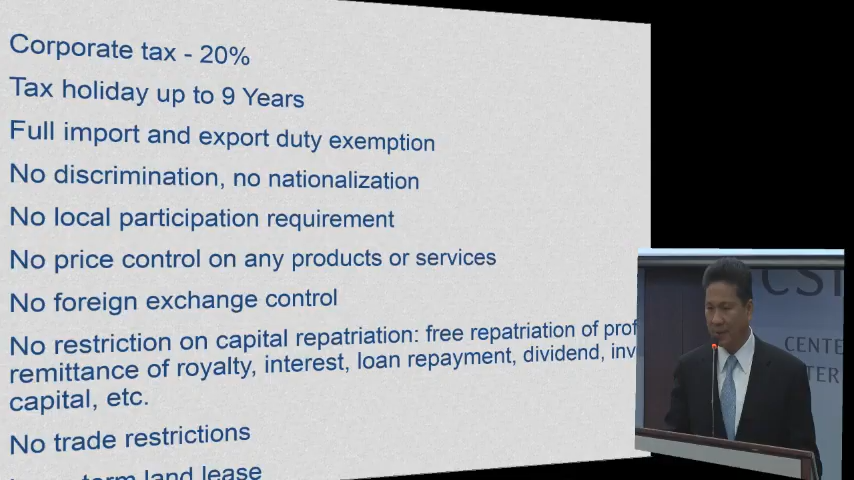 Corporate tax - 20%
Tax holiday up to 9 Years
Full import and export duty exemption
No discrimination, no nationalization
No local participation requirement
No price control on any products or services
No foreign exchange control
No restriction on capital repatriation: free repatriation of prof
remittance of royalty, interest, loan repayment, dividend, inv
capital, etc.
No trade restrictions
term land lease
CSI
CENTE
TER